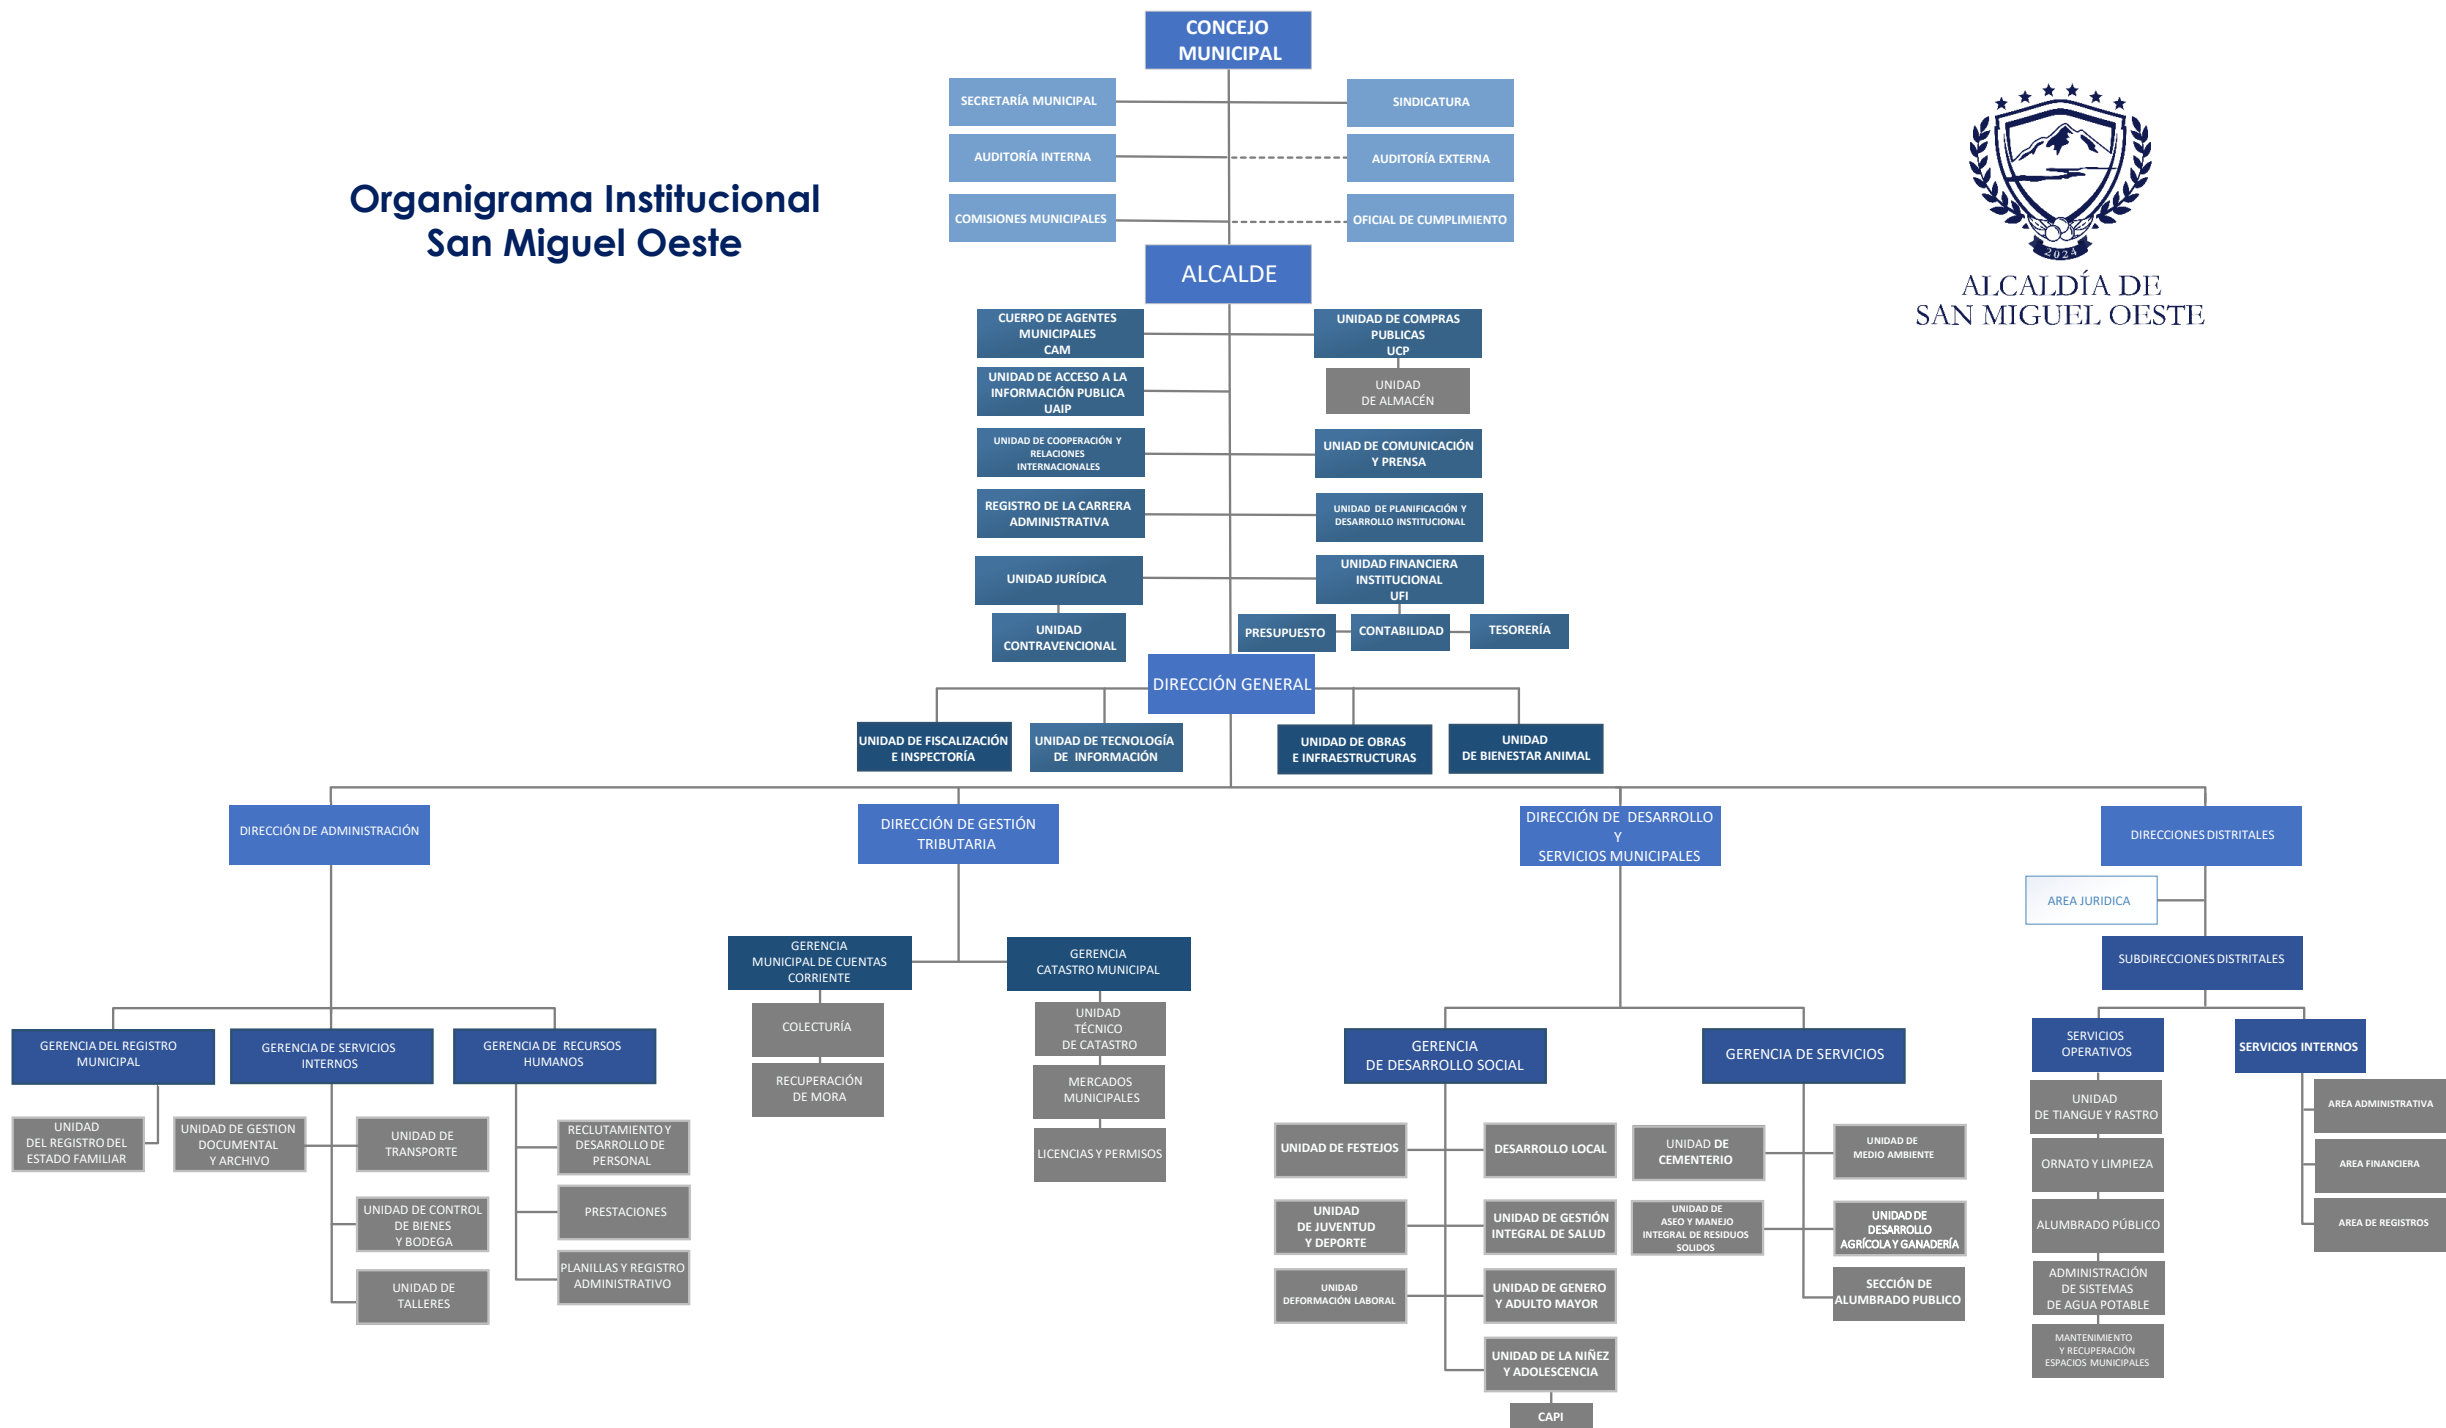 CONCEJO
MUNICIPAL
SECRETARÍA MUNICIPAL
SINDICATURA
AUDITORÍA INTERNA
AUDITORÍA EXTERNA
COMISIONES MUNICIPALES
OFICIAL DE CUMPLIMIENTO
Organigrama Institucional
San Miguel Oeste
2024
ALCALDÍA DE
SAN MIGUEL OESTE
ALCALDE
CUERPO DE AGENTES
MUNICIPALES
CAM
UNIDAD DE COMPRAS
PUBLICAS
UCP
UNIDAD DE ACCESO A LA
INFORMACIÓN PUBLICA
UAIP
UNIDAD
DE ALMACÉN
UNIDAD DE COOPERACIÓN Y
RELACIONES
INTERNACIONALES
UNIAD DE COMUNICACIÓN
Y PRENSA
REGISTRO DE LA CARRERA
ADMINISTRATIVA
UNIDAD DE PLANIFICACIÓN Y
DESARROLLO INSTITUCIONAL
UNIDAD JURÍDICA
UNIDAD FINANCIERA
INSTITUCIONAL
UFI
UNIDAD
CONTRAVENCIONAL
PRESUPUESTO
CONTABILIDAD
TESORERÍA
DIRECCIÓN GENERAL
UNIDAD DE FISCALIZACIÓN
E INSPECTORÍA
UNIDAD DE TECNOLOGÍA
DE INFORMACIÓN
UNIDAD DE OBRAS
E INFRAESTRUCTURAS
UNIDAD
DE BIENESTAR ANIMAL
DIRECCIÓN DE ADMINISTRACIÓN
DIRECCIÓN DE GESTIÓN
TRIBUTARIA
DIRECCIÓN DE DESARROLLO
Y
SERVICIOS MUNICIPALES
DIRECCIONES DISTRITALES
AREA JURIDICA
SUBDIRECCIONES DISTRITALES
GERENCIA
MUNICIPAL DE CUENTAS
CORRIENTE
GERENCIA
CATASTRO MUNICIPAL
COLECTURÍA
RECUPERACIÓN
DE MORA
UNIDAD
TÉCNICO
DE CATASTRO
MERCADOS
MUNICIPALES
LICENCIAS Y PERMISOS
GERENCIA DEL REGISTRO
MUNICIPAL
GERENCIA DE SERVICIOS
INTERNOS
GERENCIA DE RECURSOS
HUMANOS
UNIDAD
DEL REGISTRO DEL
ESTADO FAMILIAR
UNIDAD DE GESTION
DOCUMENTAL
Y ARCHIVO
UNIDAD DE
TRANSPORTE
UNIDAD DE CONTROL
DE BIENES
Y BODEGA
UNIDAD DE
TALLERES
RECLUTAMIENTO Y
DESARROLLO DE
PERSONAL
PRESTACIONES
PLANILLAS Y REGISTRO
ADMINISTRATIVO
GERENCIA
DE DESARROLLO SOCIAL
GERENCIA DE SERVICIOS
UNIDAD DE FESTEJOS
DESARROLLO LOCAL
UNIDAD
DE JUVENTUD
Y DEPORTE
UNIDAD DE GESTIÓN
INTEGRAL DE SALUD
UNIDAD
DEFORMACIÓN LABORAL
UNIDAD DE GENERO
Y ADULTO MAYOR
UNIDAD DE LA NIÑEZ
Y ADOLESCENCIA
CAPI
UNIDAD DE
CEMENTERIO
UNIDAD DE
MEDIO AMBIENTE
UNIDAD DE
ASEO Y MANEJO
INTEGRAL DE RESIDUOS
SOLIDOS
UNIDAD DE
DESARROLLO
AGRÍCOLA Y GANADERÍA
SECCIÓN DE
ALUMBRADO PUBLICO
SERVICIOS
OPERATIVOS
SERVICIOS INTERNOS
UNIDAD
DE TIANGUE Y RASTRO
ORNATO Y LIMPIEZA
ALUMBRADO PÚBLICO
ADMINISTRACIÓN
DE SISTEMAS
DE AGUA POTABLE
MANTENIMIENTO
Y RECUPERACIÓN
ESPACIOS MUNICIPALES
AREA ADMINISTRATIVA
AREA FINANCIERA
AREA DE REGISTROS